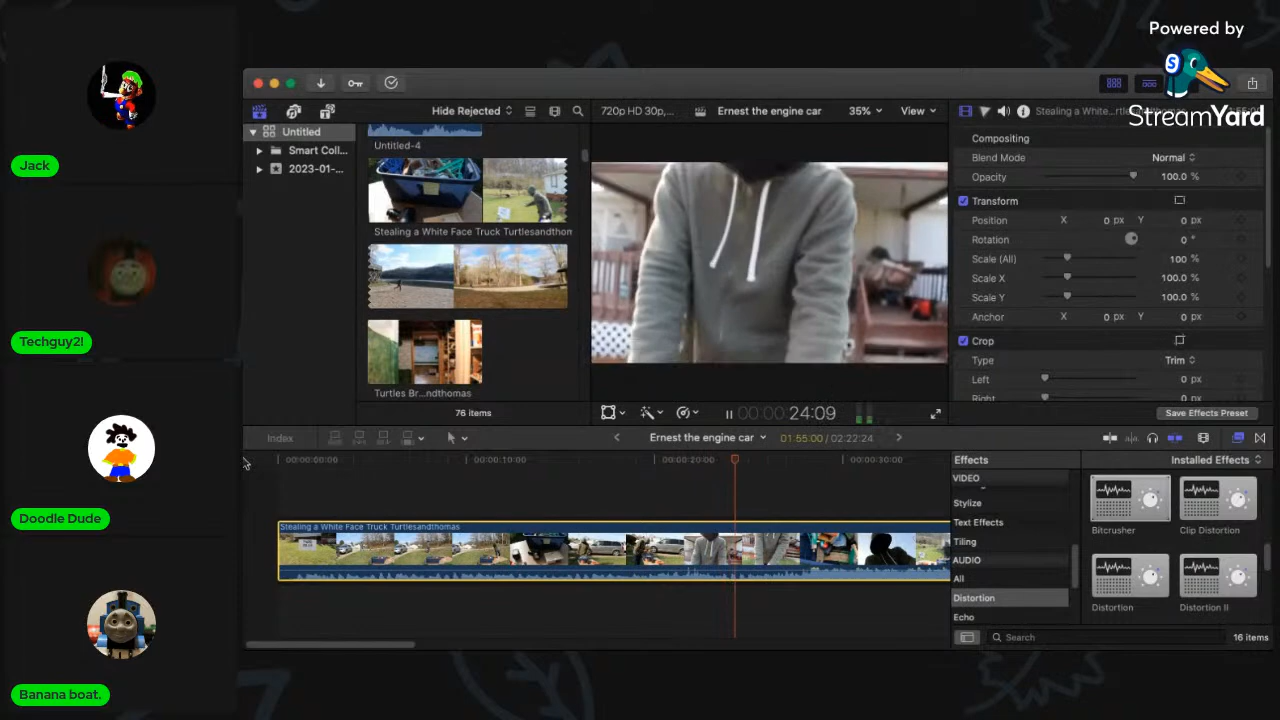 Powered by
StreamYard
Jack
Techguy2!
Doodle Dude
Banana boat.
Hide Rejected
720p HD 30p,...
Ernest the engine car
35%
View
Stealing a White...
Untitled
Smart Coll...
2023-01-...
Untitled-4
Stealing a White Face Truck Turtlesandthom
Turtles Br...ndthomas
76 items
Compositing
Blend Mode
Normal
Opacity
100.0 %
Transform
Position
X
0 px
Y
0 px
Rotation
0 °
Scale (All)
100 %
Scale X
100.0 %
Scale Y
100.0 %
Anchor
X
0 px
Y
0 px
Crop
Type
Trim
Left
0 px
Right
0 px
Save Effects Preset
00:00:24:09
Index
Ernest the engine car
01:55:00 / 02:22:24
00:00:00:00
00:00:10:00
00:00:20:00
00:00:30:00
Stealing a White Face Truck Turtlesandthomas
Effects
Installed Effects
VIDEO
Stylize
Text Effects
Tiling
AUDIO
All
Distortion
Echo
Bitcrusher
Clip Distortion
Distortion
Distortion II
Search
16 items